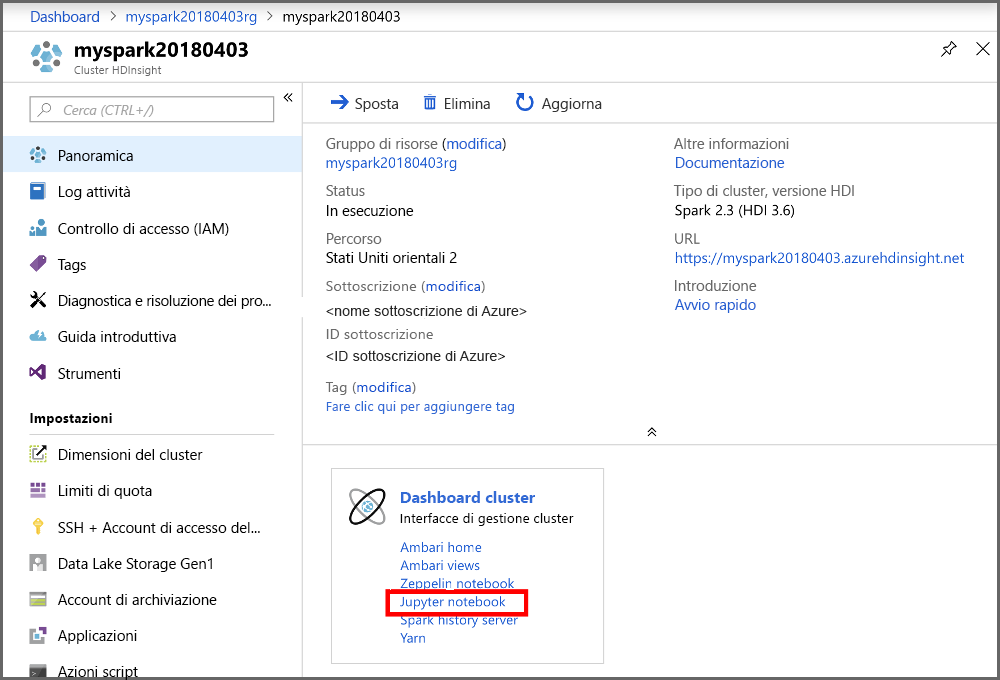 Dashboard > myspark20180403rg > myspark20180403
myspark20180403
Cluster HDInsight
Cerca (CTRL+/)
Panoramica
Log attività
Controllo di accesso (IAM)
Tags
Diagnostica e risoluzione dei pro...
Guida introduttiva
Strumenti
Impostazioni
Dimensioni del cluster
Limiti di quota
SSH + Account di accesso del...
Data Lake Storage Gen1
Account di archiviazione
Applicazioni
Azioni script
Sposta Elimina Aggiorna
Gruppo di risorse (modifica)
myspark20180403rg
Status
In esecuzione
Percorso
Stati Uniti orientali 2
Sottoscrizione (modifica)
<nome sottoscrizione di Azure>
ID sottoscrizione
<ID sottoscrizione di Azure>
Tag (modifica)
Fare clic qui per aggiungere tag
Altre informazioni
Documentazione
Tipo di cluster, versione HDI
Spark 2.3 (HDI 3.6)
URL
https://myspark20180403.azurehdinsight.net
Introduzione
Avvio rapido
Dashboard cluster
Interfacce di gestione cluster
Ambari home
Ambari views
Zeppelin notebook
Jupyter notebook
Spark history server
Yarn